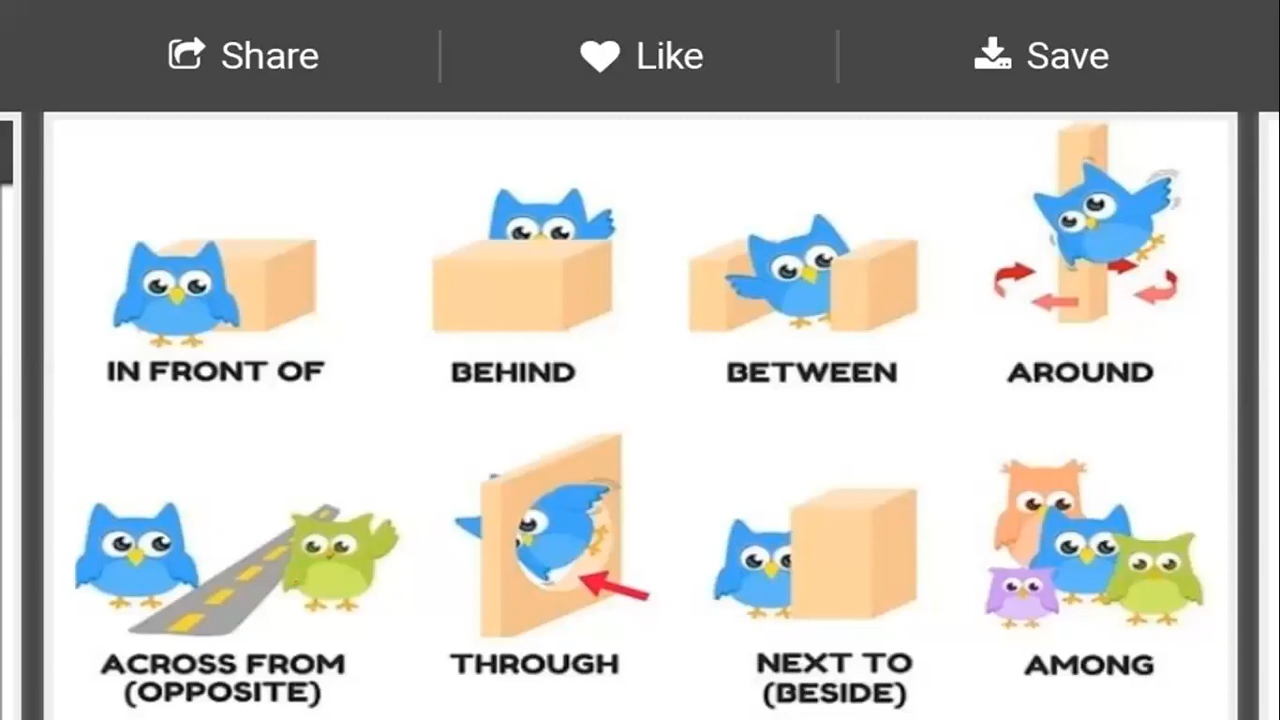 Share
Like
Save
IN FRONT OF
BEHIND
BETWEEN
AROUND
ACROSS FROM
(OPPOSITE)
THROUGH
NEXT TO
(BESIDE)
AMONG